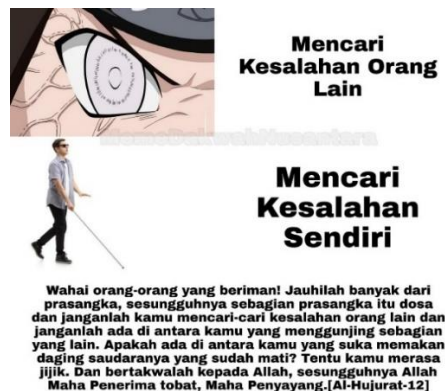 Mencari
Kesalahan Orang
Lain
MemeDakwahNusantara
Mencari
Kesalahan
Sendiri
Wahai orang-orang yang beriman! Jauhilah banyak dari
prasangka, sesungguhnya sebagian prasangka itu dosa
dan janganlah kamu mencari-cari kesalahan orang lain dan
janganlah ada di antara kamu yang menggunjing sebagian
yang lain. Apakah ada di antara kamu yang suka memakan
daging saudaranya yang sudah mati? Tentu kamu merasa
jijik. Dan bertakwalah kepada Allah, sesungguhnya Allah
Maha Penerima tobat, Maha Penyayang.[Al-Hujurat-12]